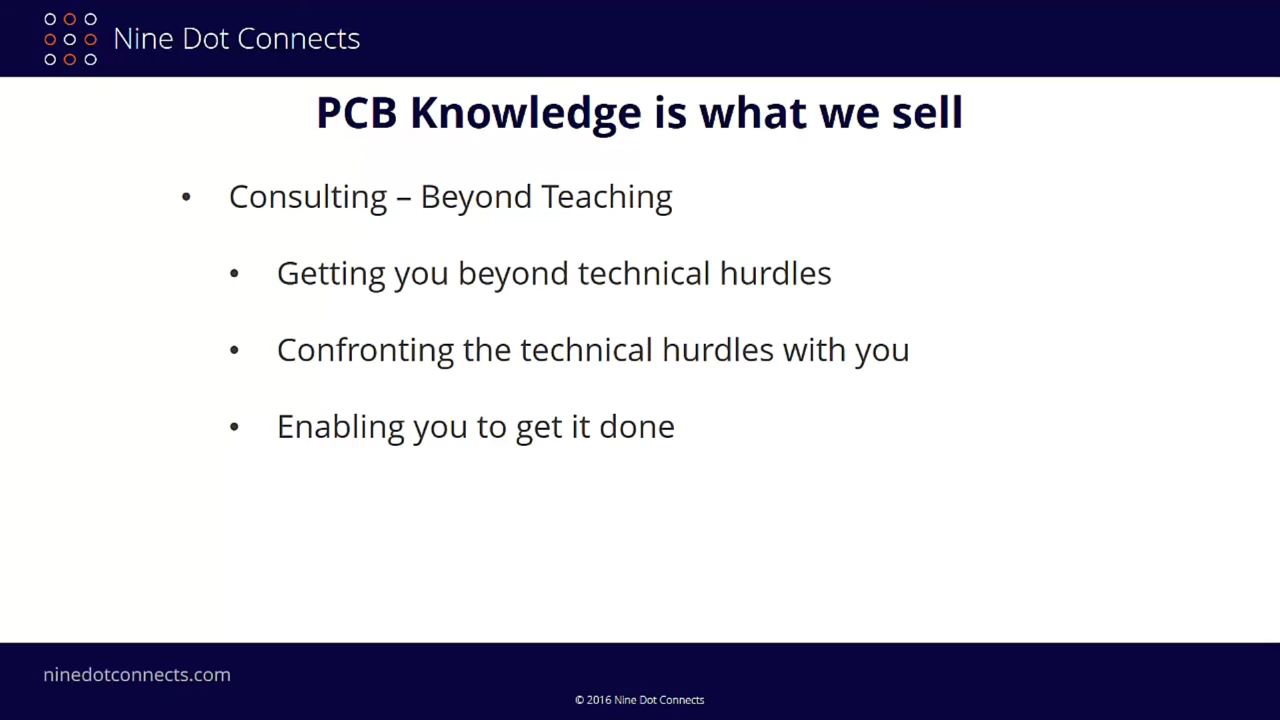 Nine Dot Connects
PCB Knowledge is what we sell
• Consulting – Beyond Teaching
• Getting you beyond technical hurdles
• Confronting the technical hurdles with you
• Enabling you to get it done
ninedotconnects.com
© 2016 Nine Dot Connects